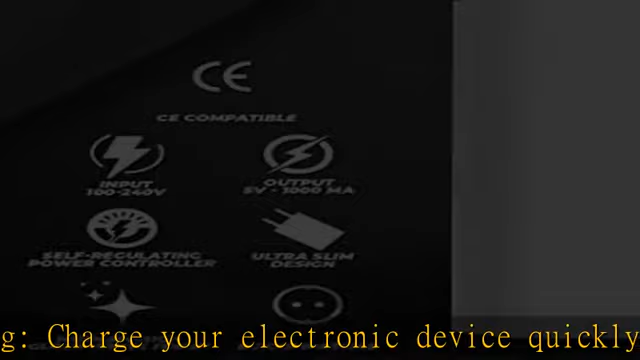 CE
CE COMPATIBLE
INPUT
100-240V
OUTPUT
5V - 1000 MA
SELF-REGULATING
POWER CONTROLLER
ULTRA SLIM
DESIGN
g: Charge your electronic device quickly